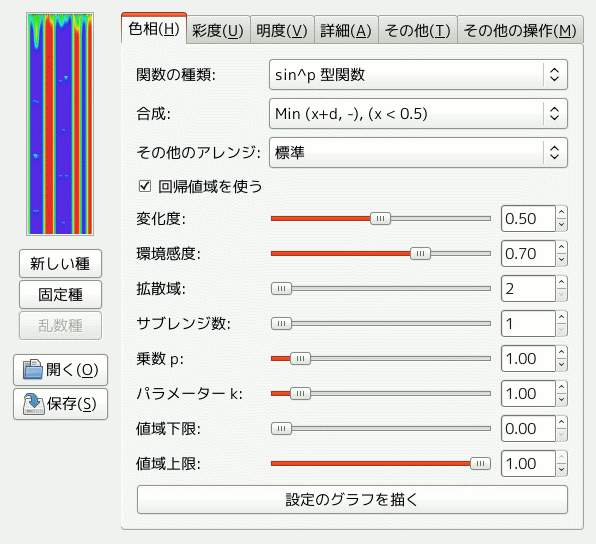 色相(H) 彩度(U) 明度(V) 詳細(A) その他(T) その他の操作(M)
関数の種類: sin^p 型関数
合成: Min (x+d, -), (x < 0.5)
その他のアレンジ: 標準
回帰値域を使う
変化度: 0.50
環境感度: 0.70
拡散域: 2
サブレンジ数: 1
乗数 p: 1.00
パラメーター k: 1.00
値域下限: 0.00
値域上限: 1.00
設定のグラフを描く
新しい種
固定種
乱数種
開く(O)
保存(S)